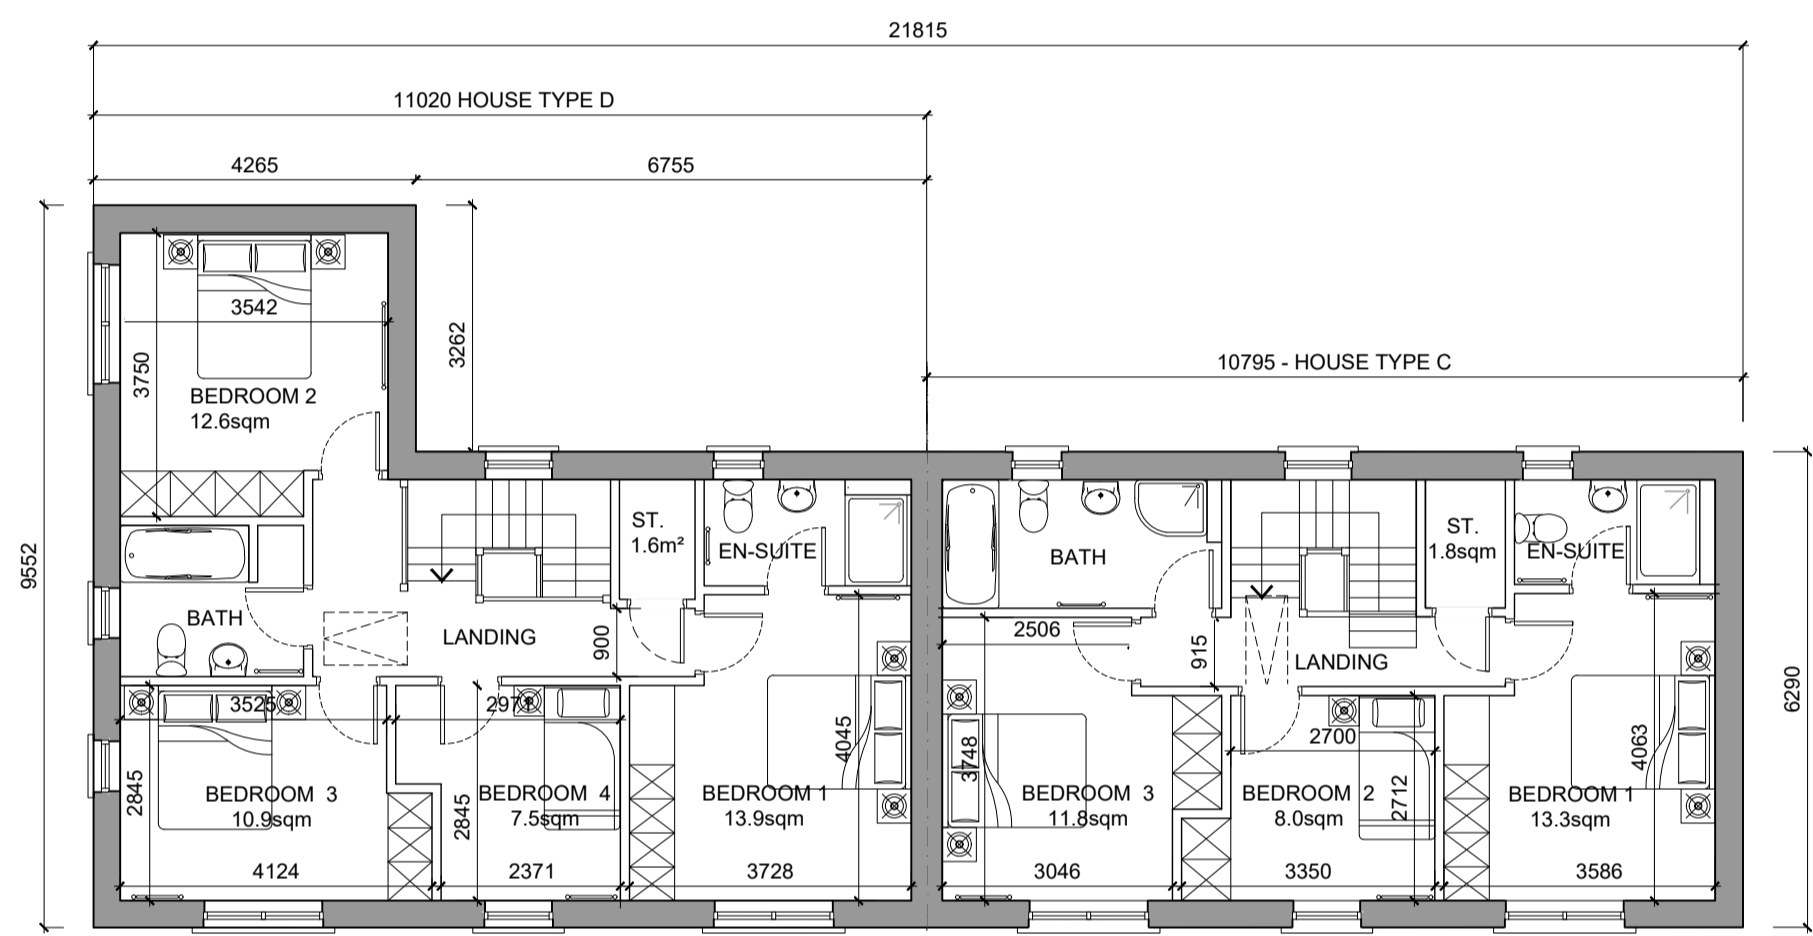 21815
11020 HOUSE TYPE D
4265
6755
10795 - HOUSE TYPE C
3542
3262
3750
BEDROOM 2
12.6sqm
9552
ST.
1.6m²
EN-SUITE
BATH
LANDING
900
3525
2971
4045
2845
BEDROOM 3
10.9sqm
2845
BEDROOM 4
7.5sqm
BEDROOM 1
13.9sqm
4124
2371
3728
BATH
ST.
1.8sqm
EN-SUITE
2506
915
LANDING
6290
3748
2700
2712
4063
BEDROOM 3
11.8sqm
BEDROOM 2
8.0sqm
BEDROOM 1
13.3sqm
3046
3350
3586